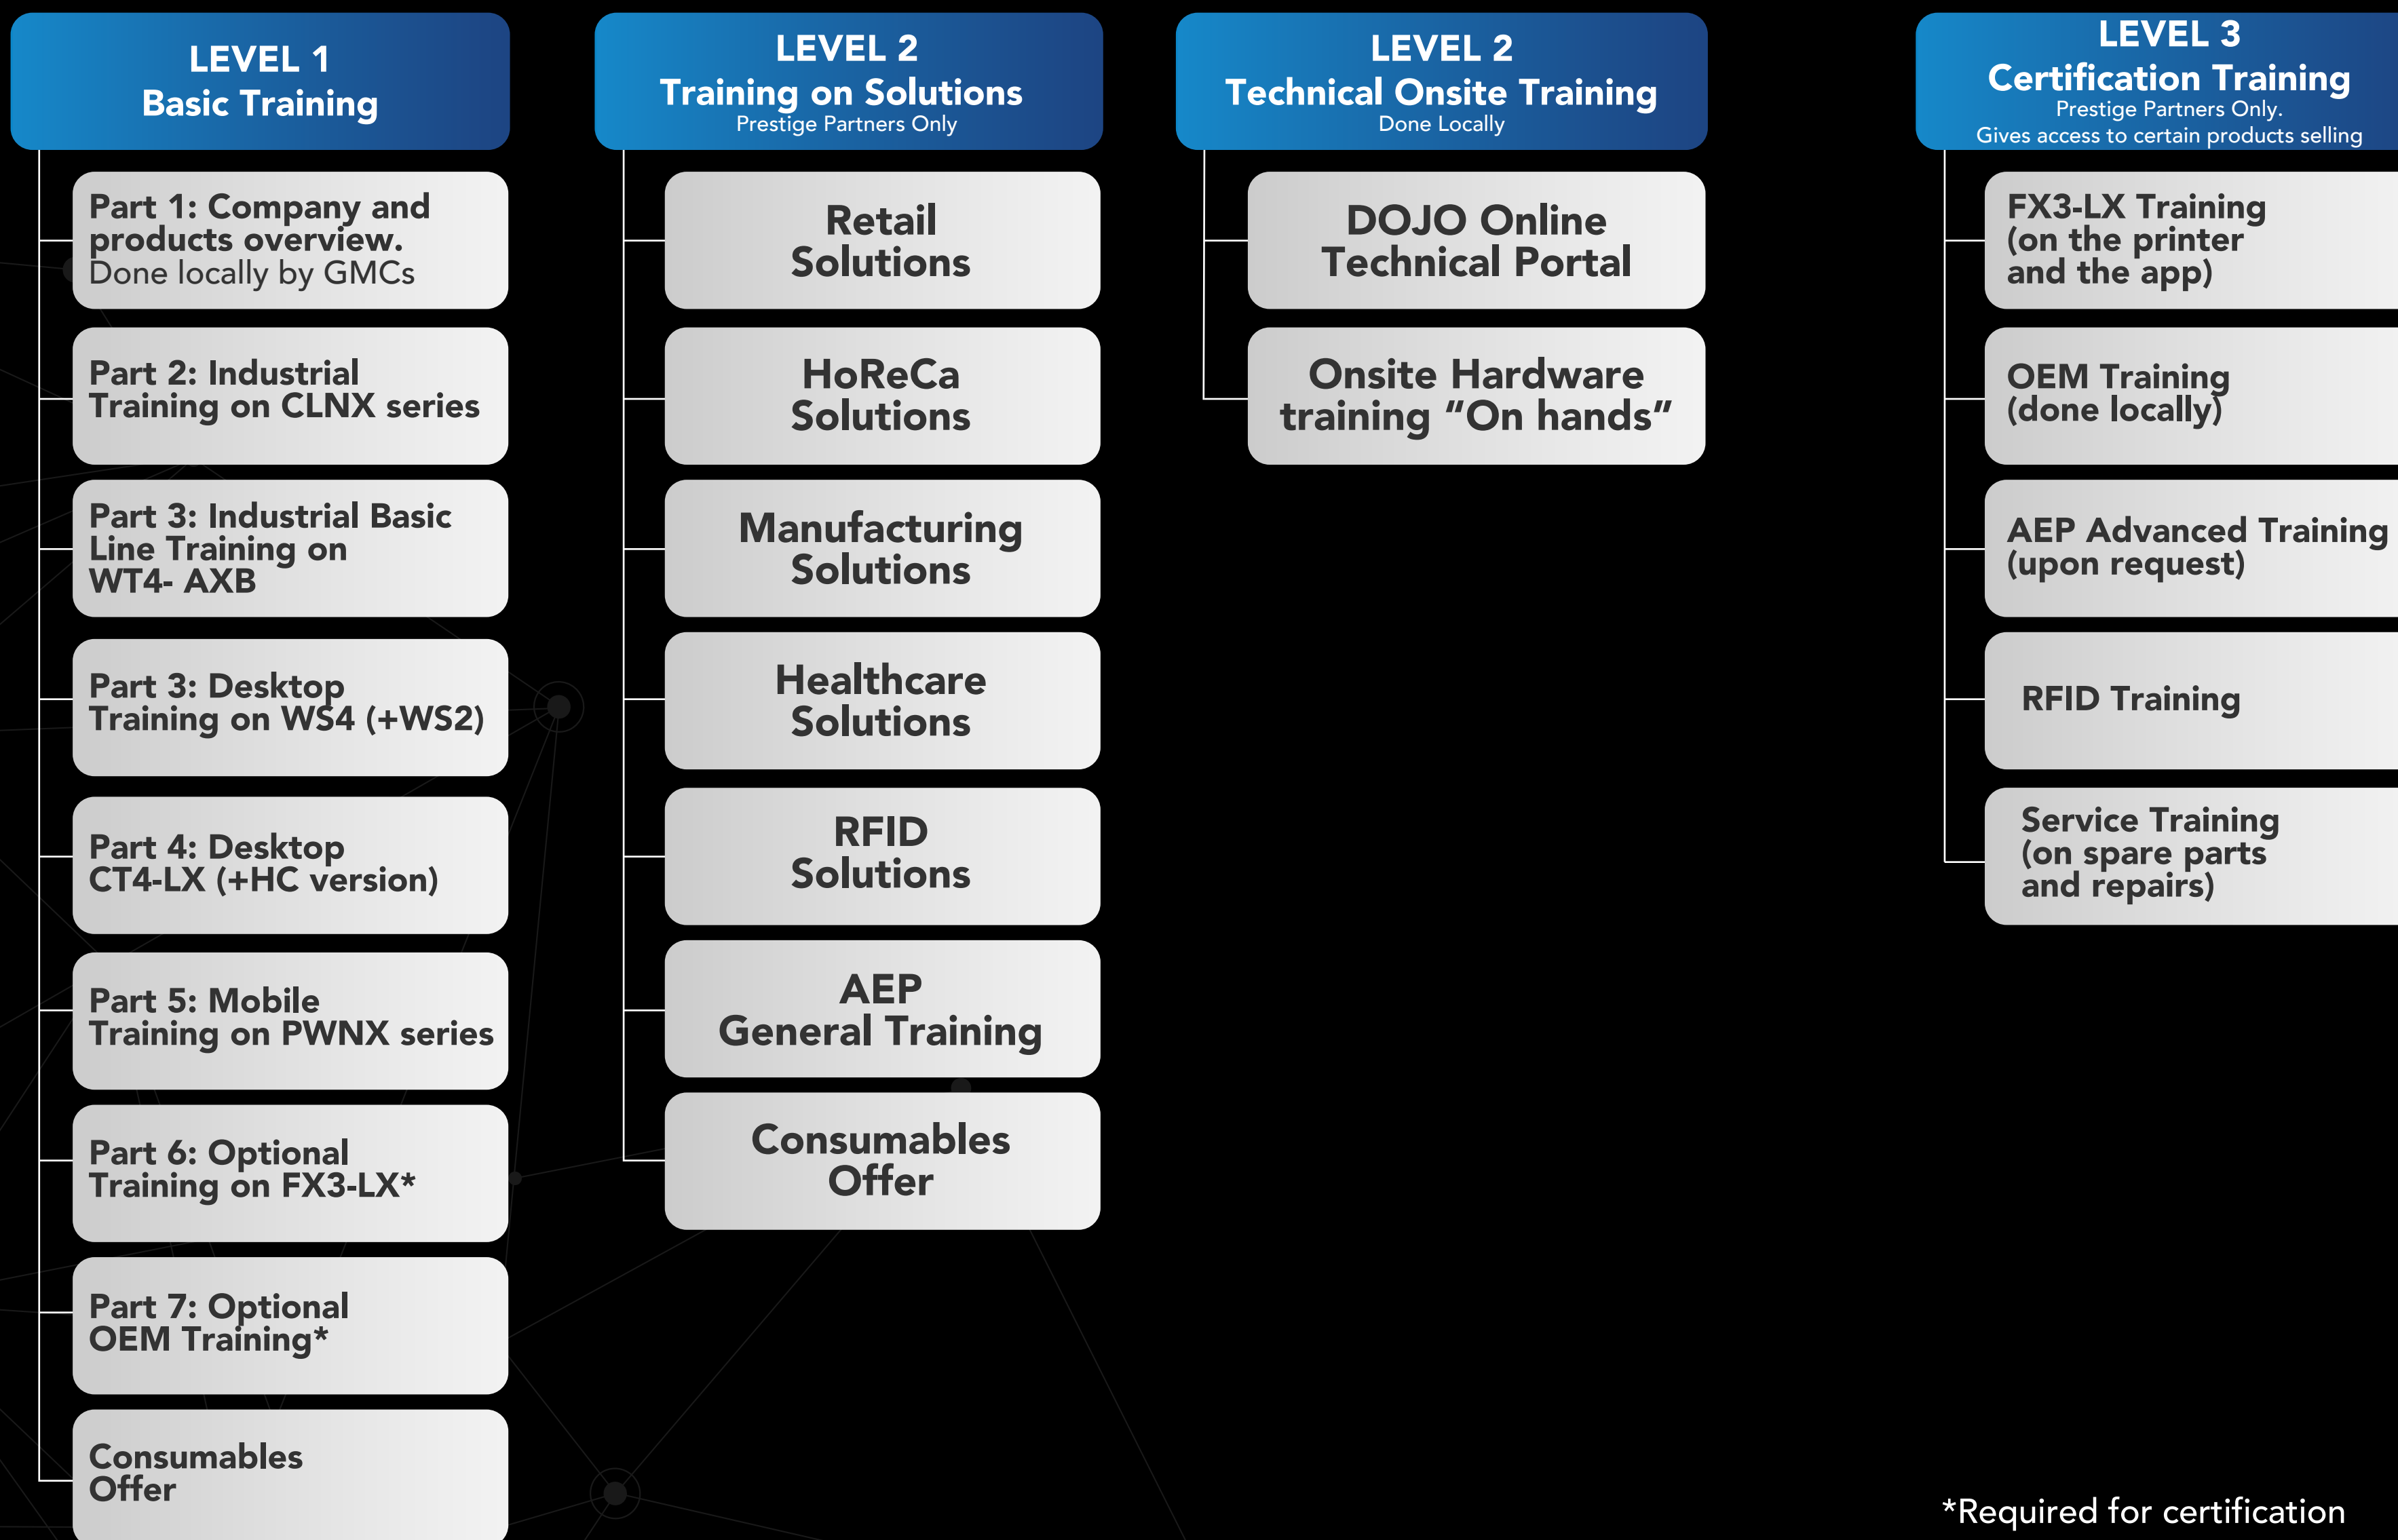 LEVEL 1
Basic Training
Part 1: Company and
products overview.
Done locally by GMCs
Part 2: Industrial
Training on CLNX series
Part 3: Industrial Basic
Line Training on
WT4- AXB
Part 3: Desktop
Training on WS4 (+WS2)
Part 4: Desktop
CT4-LX (+HC version)
Part 5: Mobile
Training on PWNX series
Part 6: Optional
Training on FX3-LX*
Part 7: Optional
OEM Training*
Consumables
Offer
LEVEL 2
Training on Solutions
Prestige Partners Only
Retail
Solutions
HoReCa
Solutions
Manufacturing
Solutions
Healthcare
Solutions
RFID
Solutions
AEP
General Training
Consumables
Offer
LEVEL 2
Technical Onsite Training
Done Locally
DOJO Online
Technical Portal
Onsite Hardware
training “On hands”
LEVEL 3
Certification Training
Prestige Partners Only.
Gives access to certain products selling
FX3-LX Training
(on the printer
and the app)
OEM Training
(done locally)
AEP Advanced Training
(upon request)
RFID Training
Service Training
(on spare parts
and repairs)
*Required for certification